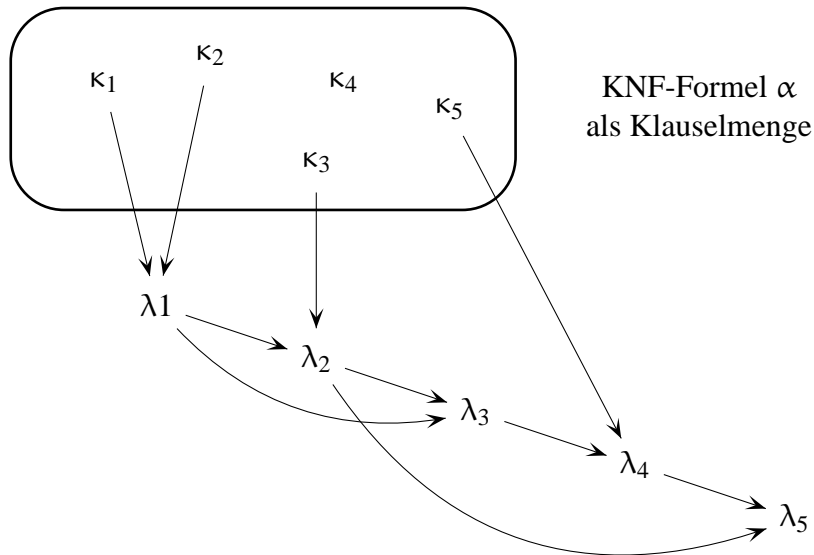 κ₁
κ₂
κ₄
κ₅
κ₃
KNF-Formel α
als Klauselmenge
λ1
λ₂
λ₃
λ₄
λ₅